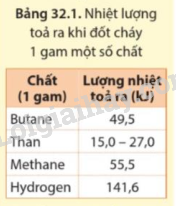 Bảng 32.1. Nhiệt lượng
toả ra khi đốt cháy
1 gam một số chất
Chất (1 gam) Lượng nhiệt toả ra (kJ)
Butane 49,5
Than 15,0 – 27,0
Methane 55,5
Hydrogen 141,6